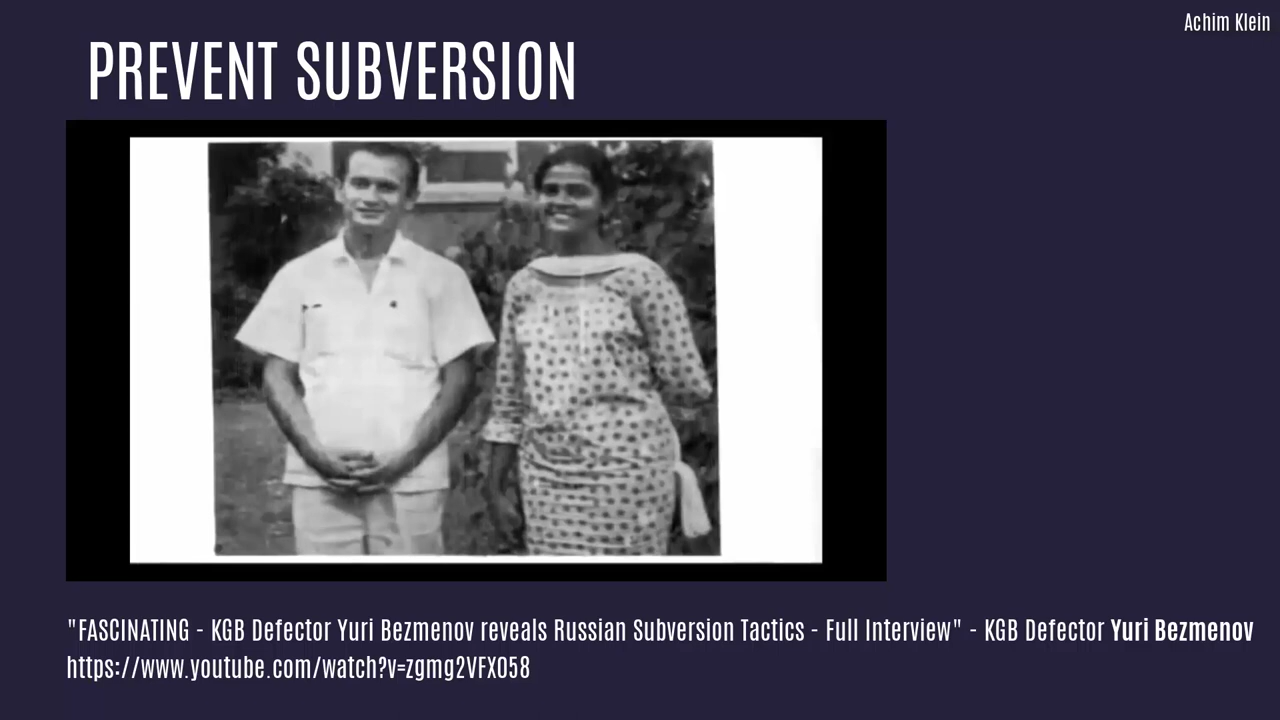 Achim Klein
PREVENT SUBVERSION
"FASCINATING - KGB Defector Yuri Bezmenov reveals Russian Subversion Tactics - Full Interview" - KGB Defector Yuri Bezmenov
https://www.youtube.com/watch?v=zgmg2VFX058